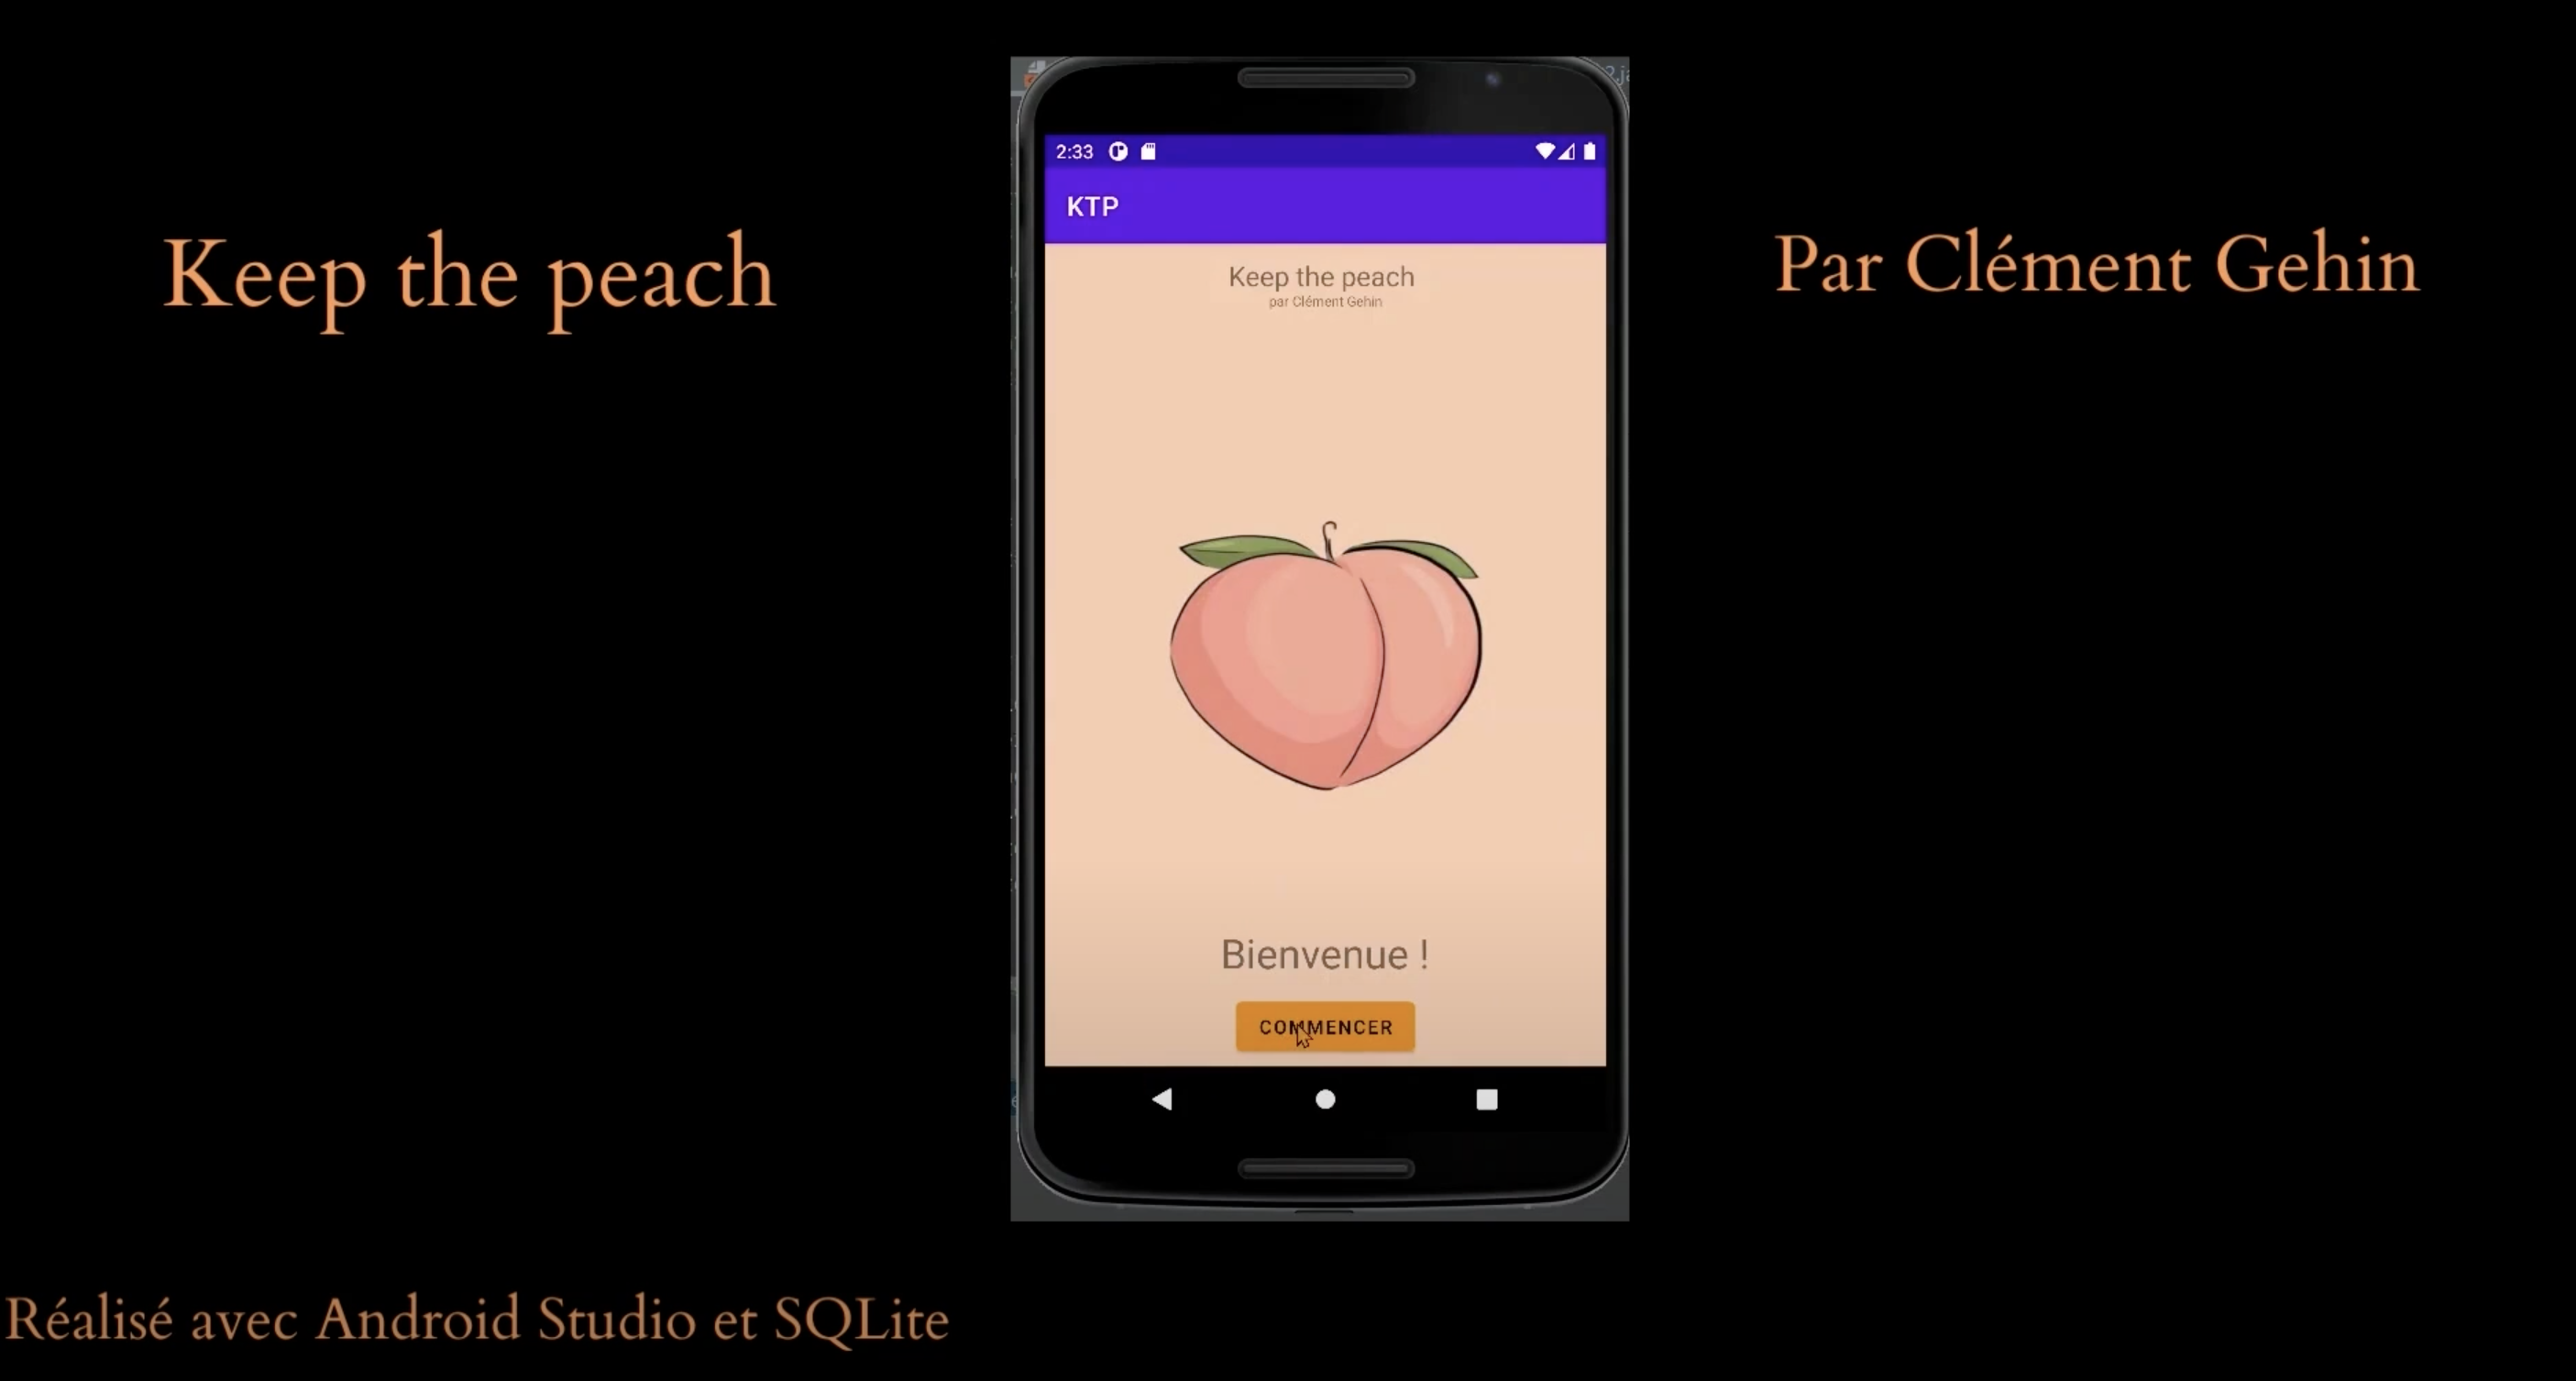 Keep the peach
Par Clément Gehin
2:33
KTP
Keep the peach
par Clément Gehin
Bienvenue !
COMMENCER
Réalisé avec Android Studio et SQLite